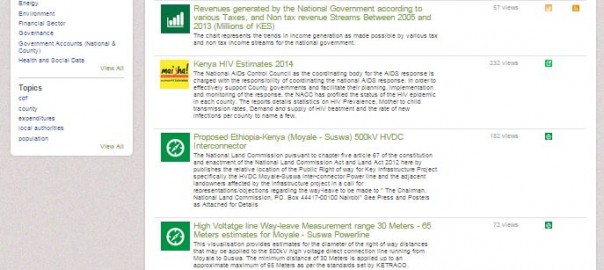 Energy
Environment
Financial Sector
Governance
Government Accounts (National & County)
Health and Social Data
View All
Topics
cdf
county
expenditures
local authorities
population
View All
Revenues generated by the National Government according to
various Taxes, and Non tax revenue Streams Between 2005 and
2013 (Millions of KES)
57 views
The chart represents the trends in income generation as made possible by various tax
and non tax income streams for the national government.
Kenya HIV Estimates 2014
232 views
The National AIDs Control Council as the coordinating body for the AIDS response is
charged with the responsibility of coordinating the national AIDS response. In order to
effectively support County governments and facilitate their planning, implementation
and monitoring of the response, the NACC has profiled the status of the HIV epidemic
in each county. The reports details statistics on HIV Prevalence, Mother to child
transmission rates, Demand and supply of HIV treatment and the rate of new
infections per county to name a few.
Proposed Ethiopia-Kenya (Moyale - Suswa) 500kV HVDC
Interconnector
182 views
The National Land Commission pursuant to chapter five article 67 of the constitution
and enactment of the National Land Commission Act and Land Act 2012 here by
publishes the relative location of the Public Right of way for Key Infrastructure Project
specifically the HVDC Moyale-Suswa Inter-connector Power line and the adjacent
landowners affected by the infrastructure project in a call for
representations/objections regarding the way-leave to be made to " The Chairman,
National Land Commission, P.O. Box 44417-00100 Nairobi" See Press and Posters
as Attached for Details
High Voltatge line Way-leave Measurement range 30 Meters - 65
Meters estimates for Moyale - Suswa Powerline
72 views
This visualisation provides estimates for the diameter of the right of way distances
that may be applied to the 500kV high voltage direct connection line running from
Suswa to Moyale. The minimum distance of 30 Meters is applied up to an
approximate maximum of 65 Meters as per the standards set by KETRACO.